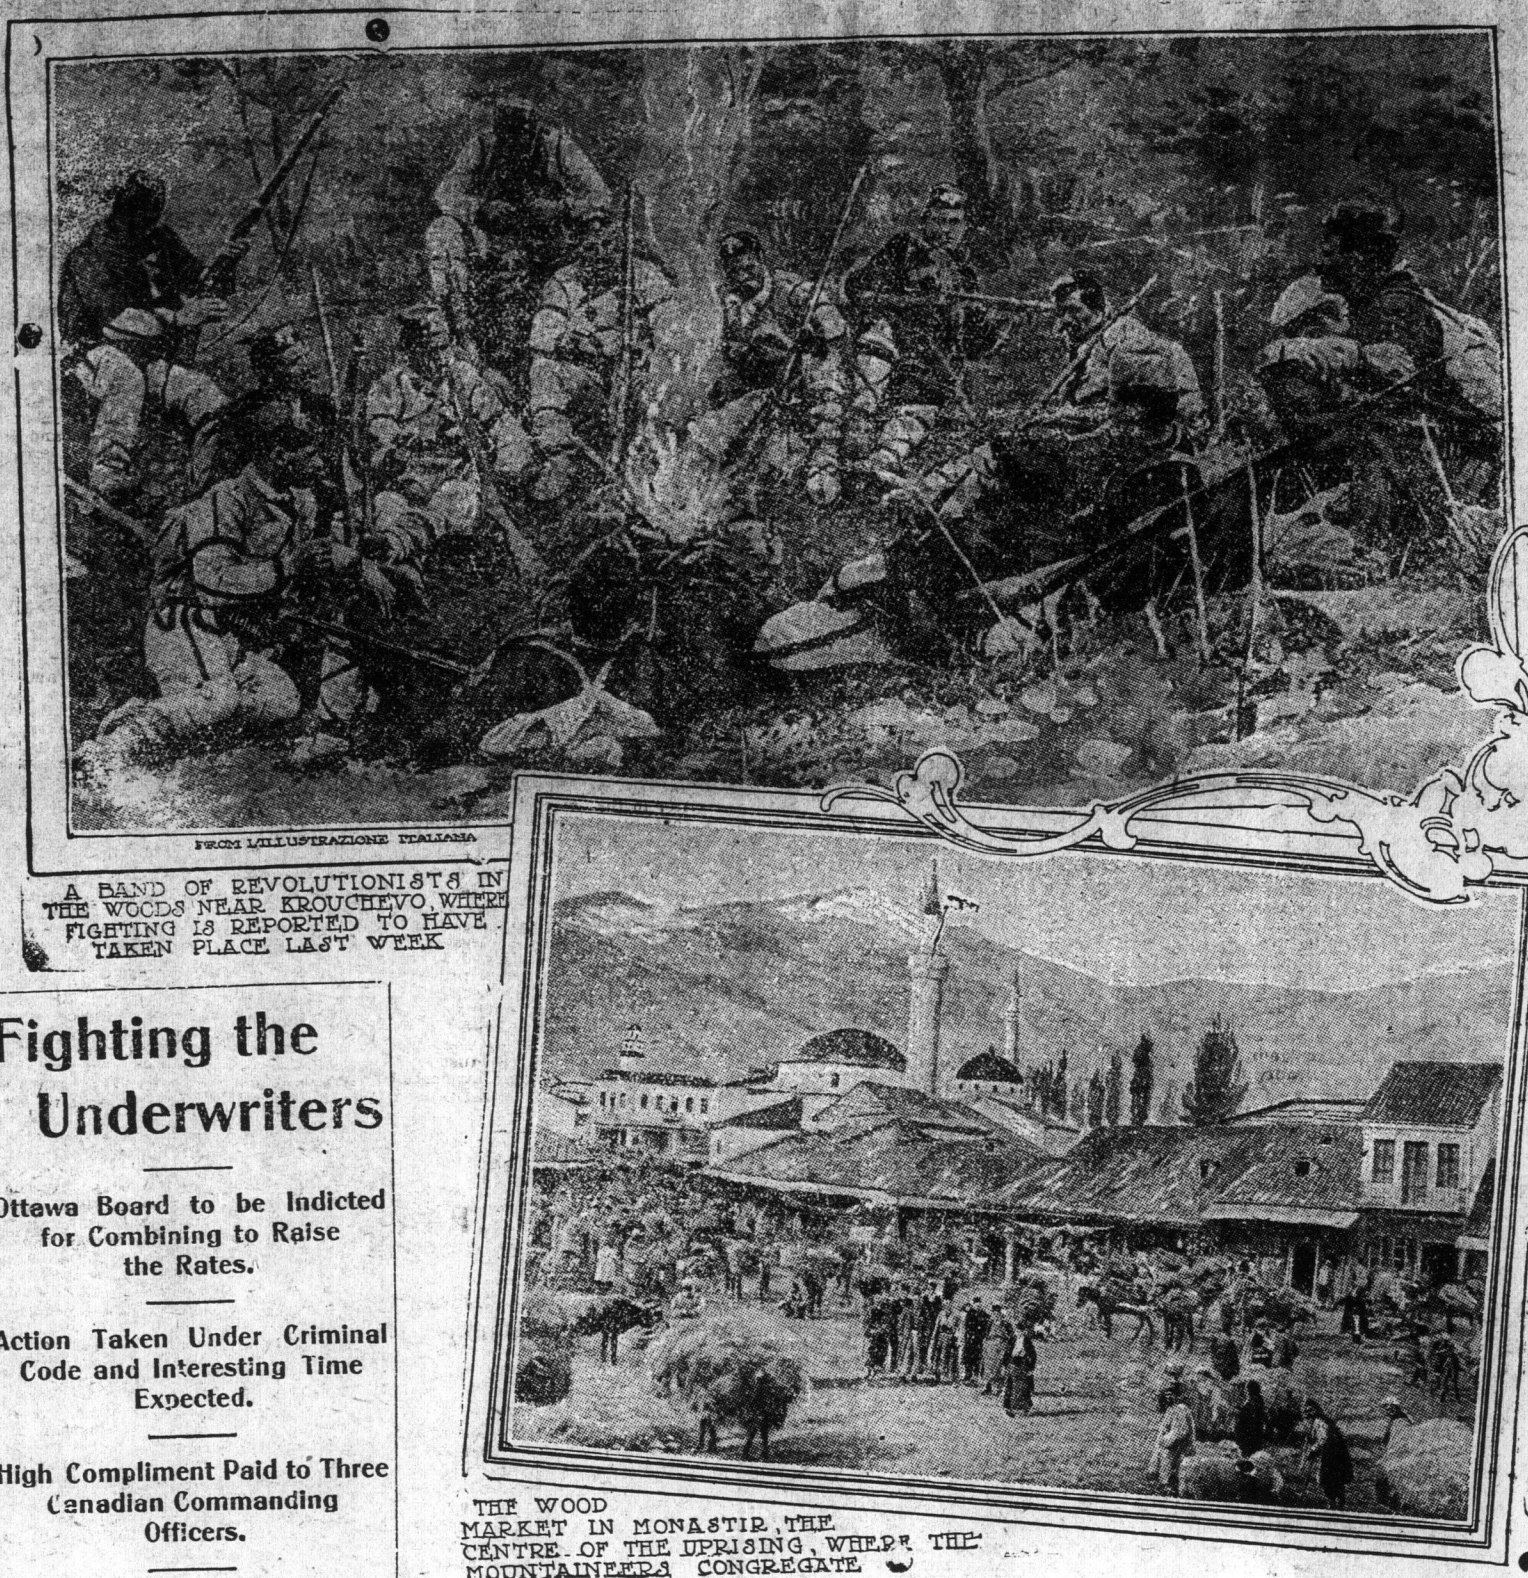 FROM L'ILLUSTRAZIONE ITALIANA
A BAND OF REVOLUTIONISTS IN
THE WOODS NEAR KROUCHEVO, WHERE
FIGHTING IS REPORTED TO HAVE
TAKEN PLACE LAST WEEK
Fighting the
Underwriters
Ottawa Board to be Indicted
for Combining to Raise
the Rates.
Action Taken Under Criminal
Code and Interesting Time
Expected.
High Compliment Paid to Three
Canadian Commanding
Officers.
THE WOOD
MARKET IN MONASTIR, THE
CENTRE OF THE UPRISING, WHERE THE
MOUNTAINEERS CONGREGATE